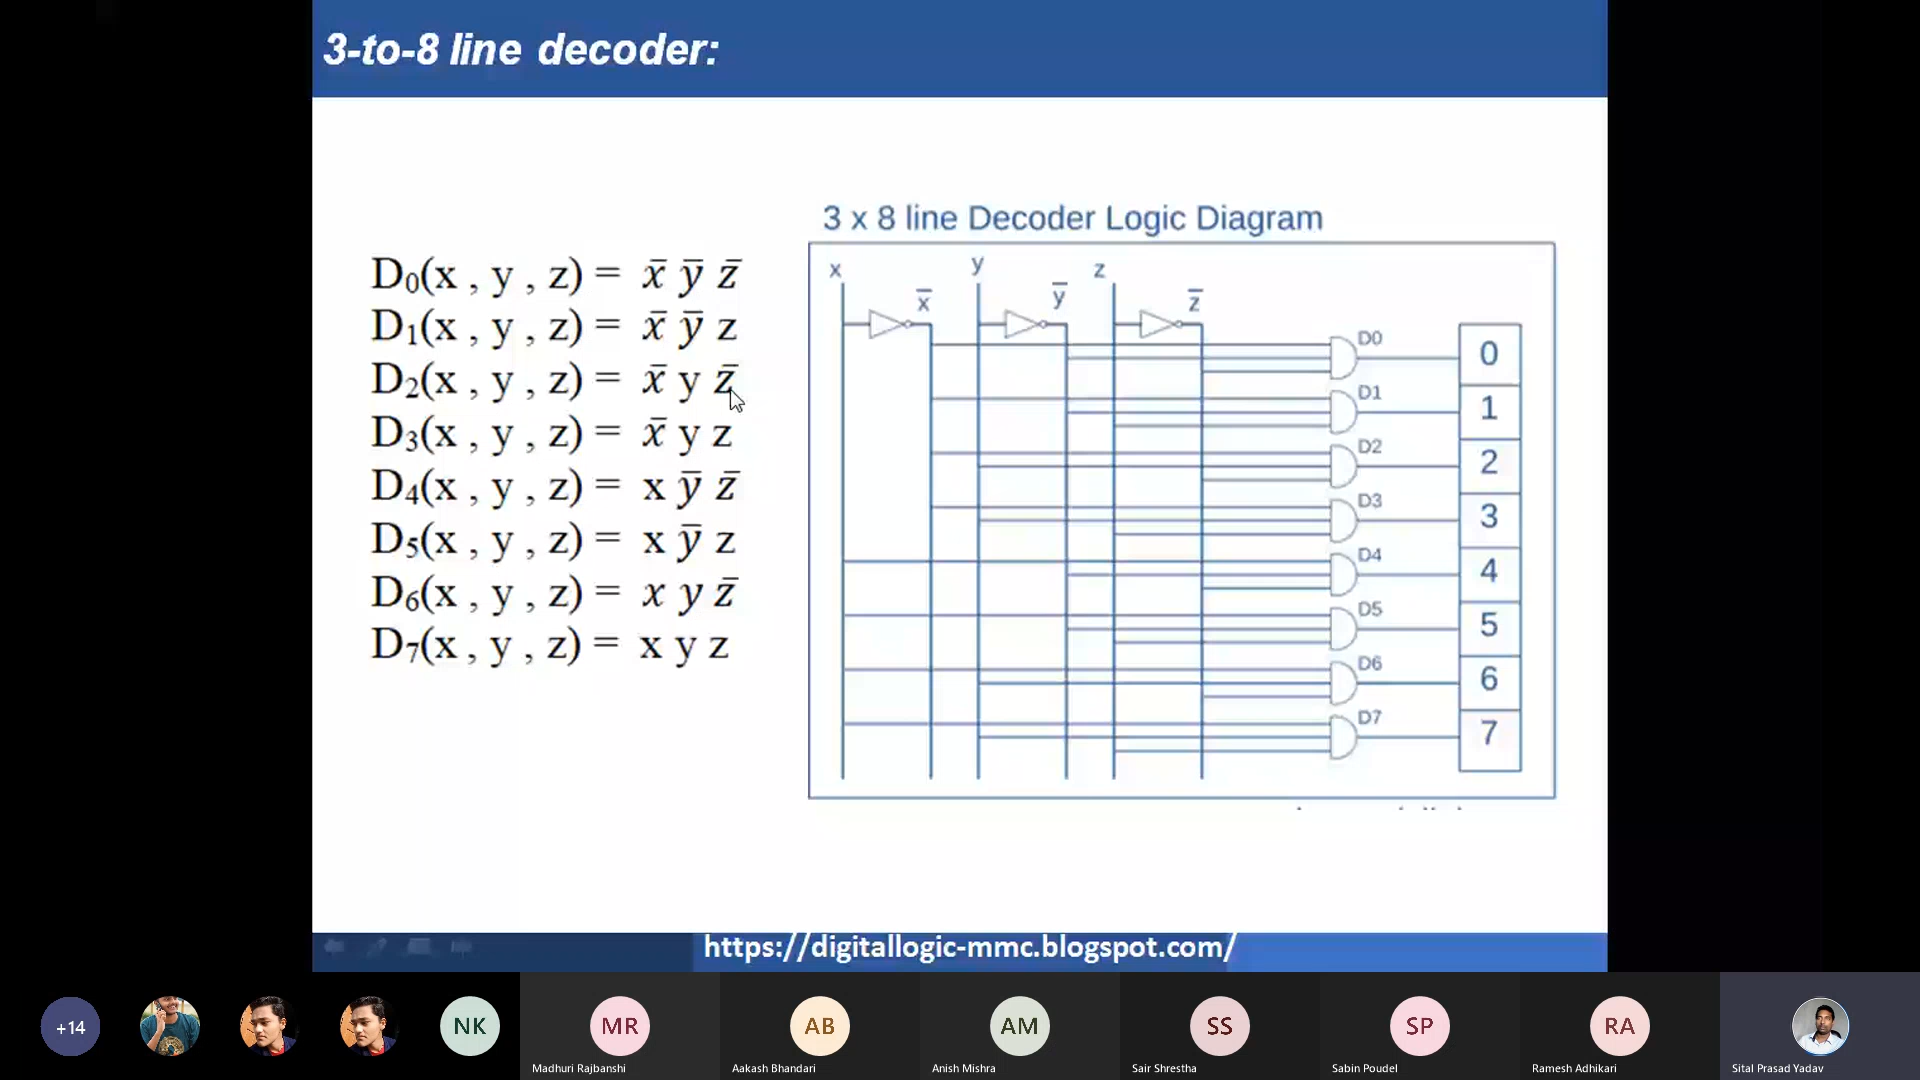 3-to-8 line decoder:
D₀(x , y , z) = x̄ ȳ z̄
D₁(x , y , z) = x̄ ȳ z
D₂(x , y , z) = x̄ y z̄
D₃(x , y , z) = x̄ y z
D₄(x , y , z) = x ȳ z̄
D₅(x , y , z) = x ȳ z
D₆(x , y , z) = x y z̄
D₇(x , y , z) = x y z
3 x 8 line Decoder Logic Diagram
x x̄ y ȳ z z̄
D0 0
D1 1
D2 2
D3 3
D4 4
D5 5
D6 6
D7 7
https://digitallogic-mmc.blogspot.com/
+14 NK MR AB AM SS SP RA
Madhuri Rajbanshi Aakash Bhandari Anish Mishra Sair Shrestha Sabin Poudel Ramesh Adhikari Sital Prasad Yadav